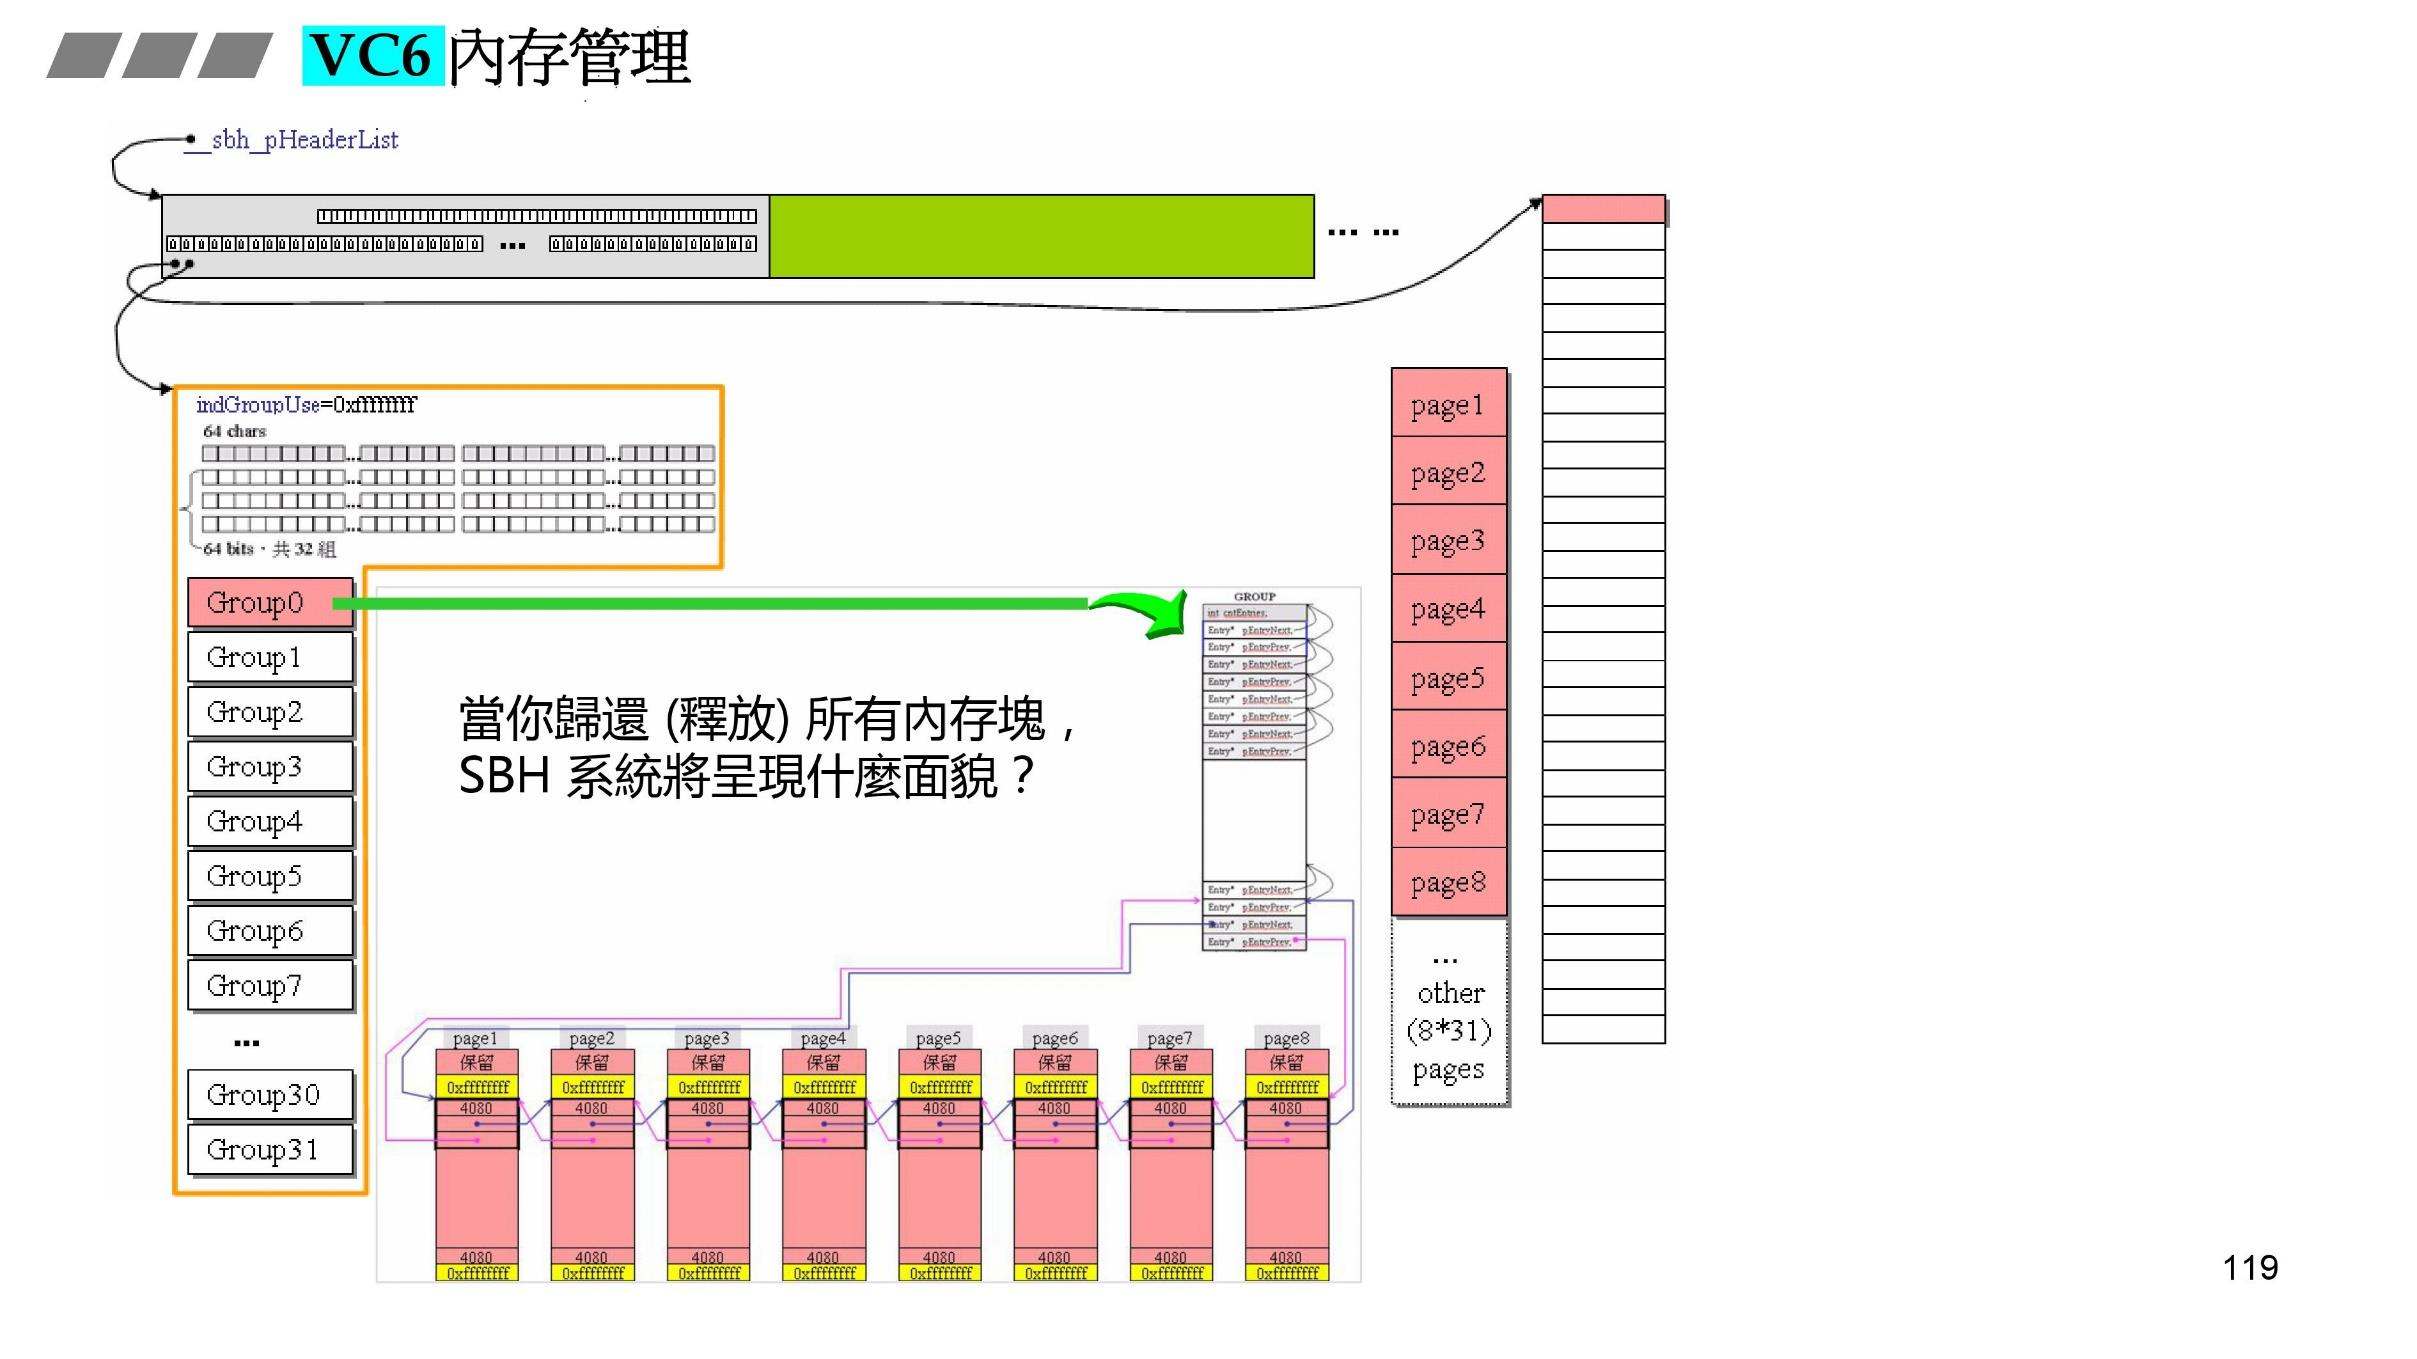 VC6 內存管理
__sbh_pHeaderList
... ...
indGroupUse=0xffffffff
64 chars
64 bits，共 32 組
Group0
Group1
Group2
Group3
Group4
Group5
Group6
Group7
...
Group30
Group31
當你歸還 (釋放) 所有內存塊，
SBH 系統將呈現什麼面貌？
GROUP
int cntEntries;
Entry* pEntryNext;
Entry* pEntryPrev;
Entry* pEntryNext;
Entry* pEntryPrev;
Entry* pEntryNext;
Entry* pEntryPrev;
Entry* pEntryNext;
Entry* pEntryPrev;
Entry* pEntryNext;
Entry* pEntryPrev;
Entry* pEntryNext;
Entry* pEntryPrev;
page1 page2 page3 page4 page5 page6 page7 page8
保留 保留 保留 保留 保留 保留 保留 保留
0xffffffff 0xffffffff 0xffffffff 0xffffffff 0xffffffff 0xffffffff 0xffffffff 0xffffffff
4080 4080 4080 4080 4080 4080 4080 4080
4080 4080 4080 4080 4080 4080 4080 4080
0xffffffff 0xffffffff 0xffffffff 0xffffffff 0xffffffff 0xffffffff 0xffffffff 0xffffffff
page1
page2
page3
page4
page5
page6
page7
page8
...
other
(8*31)
pages
119